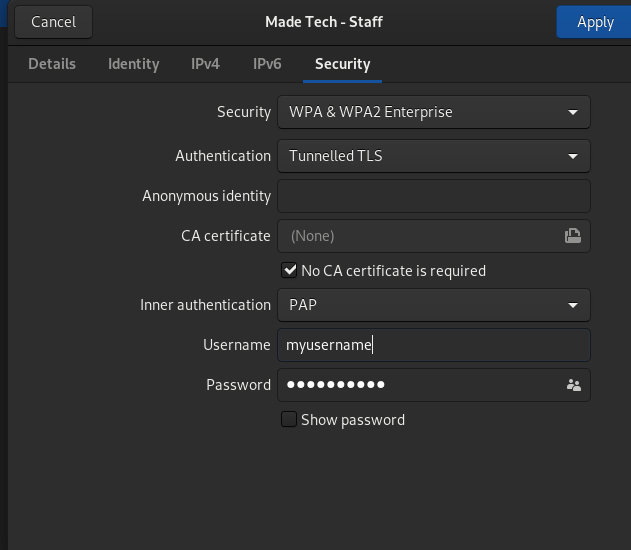 Cancel Made Tech - Staff Apply
Details Identity IPv4 IPv6 Security
Security WPA & WPA2 Enterprise
Authentication Tunnelled TLS
Anonymous identity
CA certificate (None)
No CA certificate is required
Inner authentication PAP
Username myusername
Password ●●●●●●●●●●
Show password